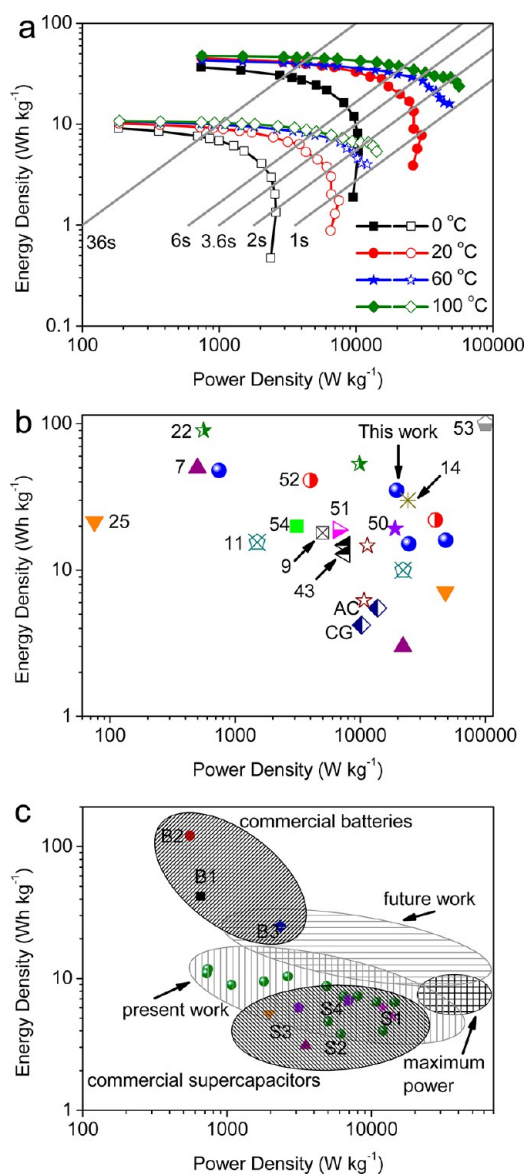 a
100
10
1
0.1
Energy Density (Wh kg⁻¹)
36s
6s
3.6s
2s
1s
0 °C
20 °C
60 °C
100 °C
100
1000
10000
100000
Power Density (W kg⁻¹)
b
100
10
1
Energy Density (Wh kg⁻¹)
22
53
This work
7
52
14
25
51
54
50
11
9
43
AC
CG
100
1000
10000
100000
Power Density (W kg⁻¹)
c
100
10
1
Energy Density (Wh kg⁻¹)
commercial batteries
B2
B1
future work
B3
present work
S4
S1
S3
S2
maximum
power
commercial supercapacitors
100
1000
10000
Power Density (W kg⁻¹)